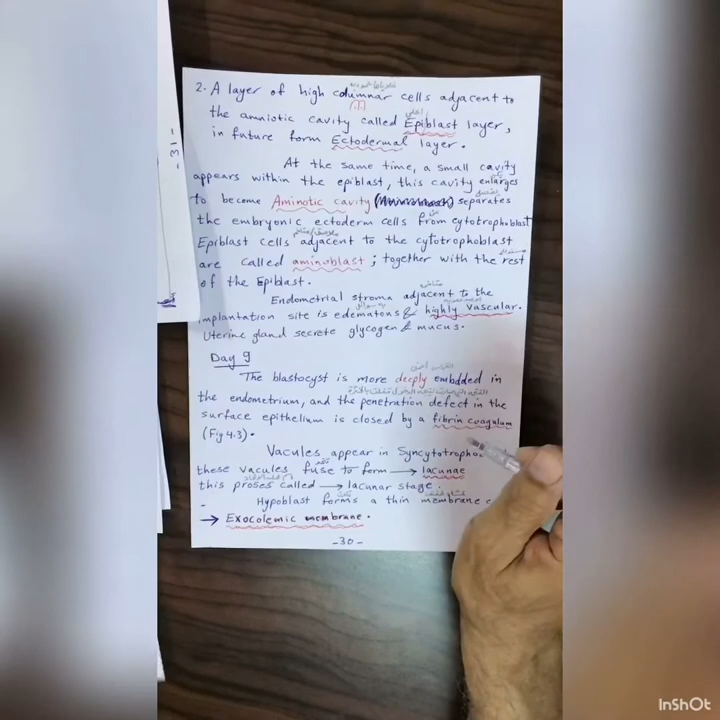 2. A layer of high columnar cells adjacent to
the amniotic cavity called Epiblast layer,
in future form Ectodermal layer.
At the same time, a small cavity
appears within the epiblast, this cavity enlarges
to become Aminotic cavity separates
the embryonic ectoderm cells from cytotrophoblast
Epiblast cells adjacent to the cytotrophoblast
are called aminoblast; together with the rest
of the Epiblast.
Endometrial stroma adjacent to the
implantation site is edematons & highly vascular.
Uterine gland secrete glycogen & mucus.
Day 9
The blastocyst is more deeply embdded in
the endometrium, and the penetration defect in the
surface epithelium is closed by a fibrin coagulum
(Fig 4.3).
Vacules appear in Syncytotropho
these vacules fuse to form → lacunae
this proses called → lacunar stage.
- Hypoblast forms a thin membrane c
→ Exocolemic membrane.
-30-
-31-
InShOt